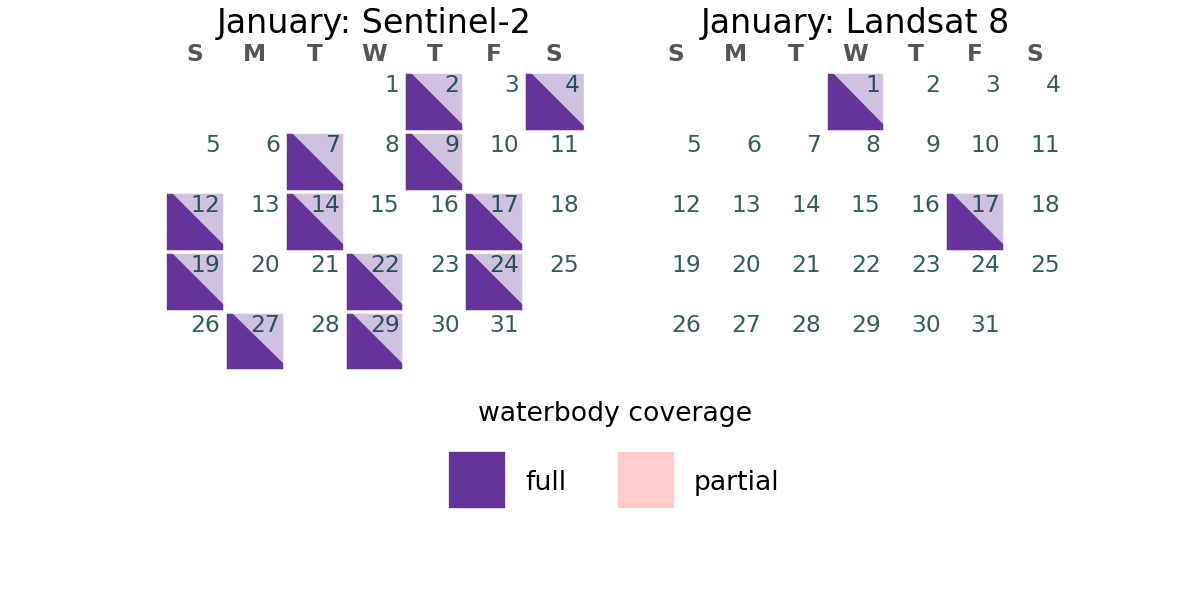 January: Sentinel-2
S M T W T F S
1 2 3 4
5 6 7 8 9 10 11
12 13 14 15 16 17 18
19 20 21 22 23 24 25
26 27 28 29 30 31
January: Landsat 8
S M T W T F S
1 2 3 4
5 6 7 8 9 10 11
12 13 14 15 16 17 18
19 20 21 22 23 24 25
26 27 28 29 30 31
waterbody coverage
full partial